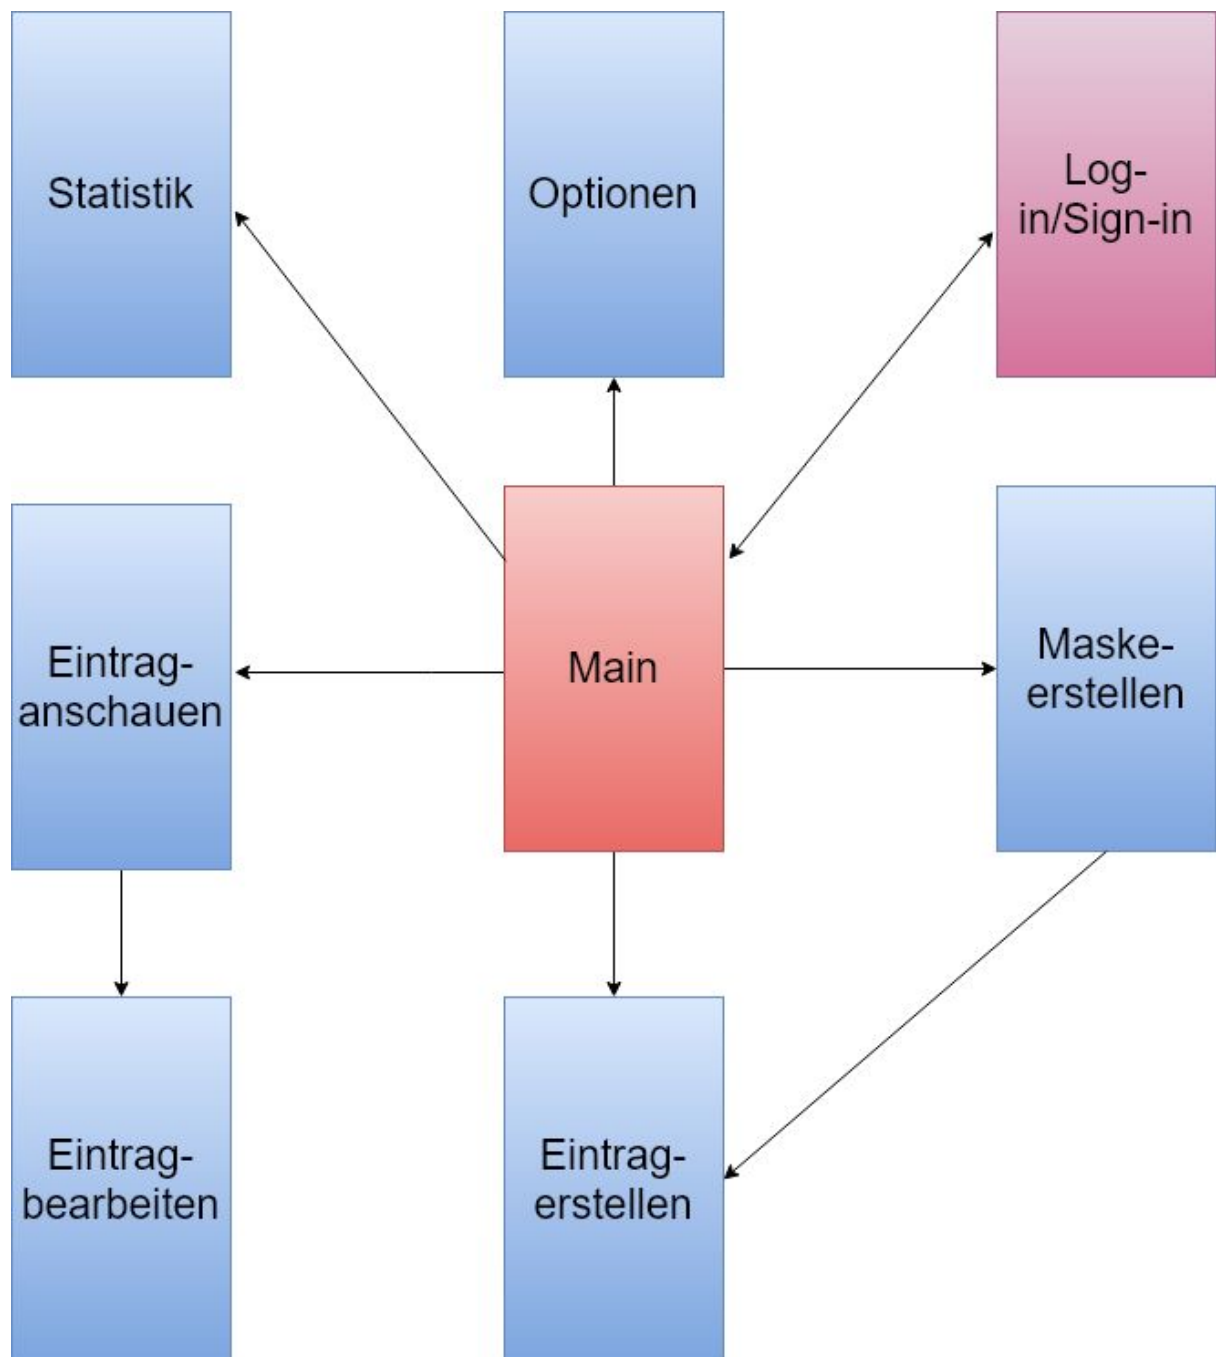 Statistik
Optionen
Log-
in/Sign-in
Eintrag-
anschauen
Main
Maske-
erstellen
Eintrag-
bearbeiten
Eintrag-
erstellen